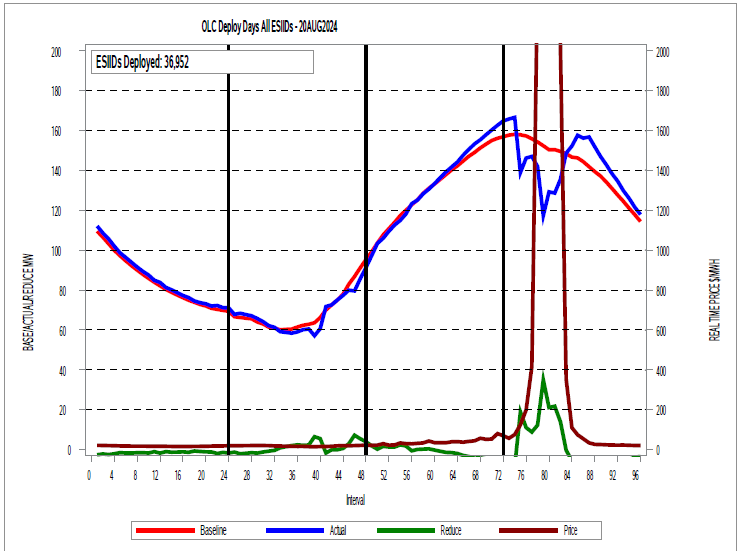 OLC Deploy Days All ESIIDs - 20AUG2024
ESIIDs Deployed: 36,952
200 2000
180 1800
160 1600
140 1400
120 1200
100 1000
80 800
60 600
40 400
20 200
0 0
BASE/ACTUAL/REDUCE MW
REAL TIME PRICE $/MWH
0 4 8 12 16 20 24 28 32 36 40 44 48 52 56 60 64 68 72 76 80 84 88 92 96
Interval
Baseline Actual Reduce Price